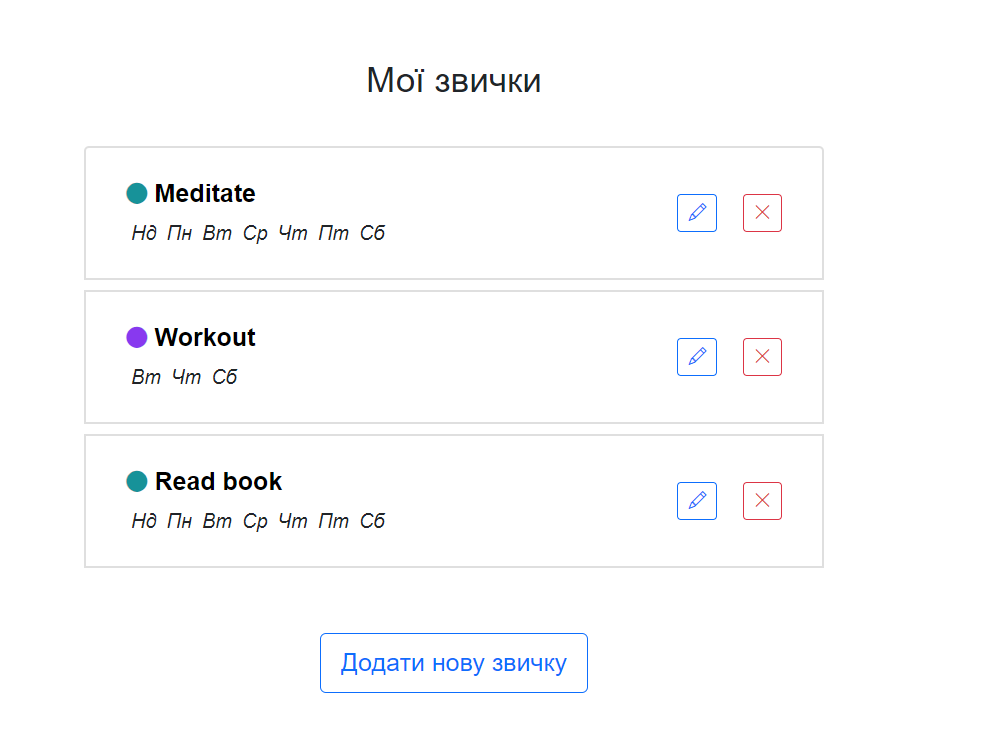 Мої звички
Meditate
Нд Пн Вт Ср Чт Пт Сб
Workout
Вт Чт Сб
Read book
Нд Пн Вт Ср Чт Пт Сб
Додати нову звичку